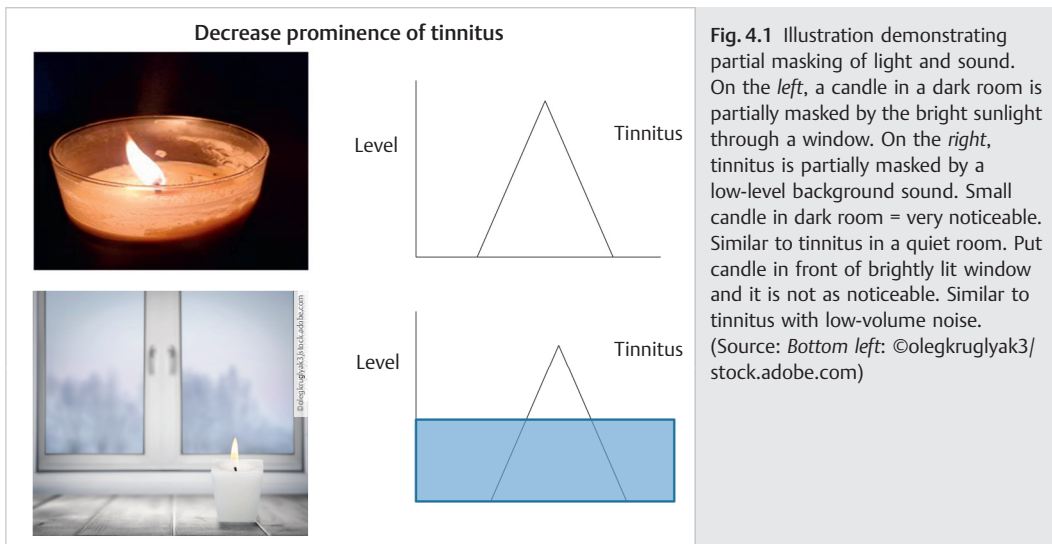 Decrease prominence of tinnitus
Level
Tinnitus
©olegkruglyak3/stock.adobe.com
Level
Tinnitus
Fig. 4.1 Illustration demonstrating
partial masking of light and sound.
On the left, a candle in a dark room is
partially masked by the bright sunlight
through a window. On the right,
tinnitus is partially masked by a
low-level background sound. Small
candle in dark room = very noticeable.
Similar to tinnitus in a quiet room. Put
candle in front of brightly lit window
and it is not as noticeable. Similar to
tinnitus with low-volume noise.
(Source: Bottom left: ©olegkruglyak3/
stock.adobe.com)